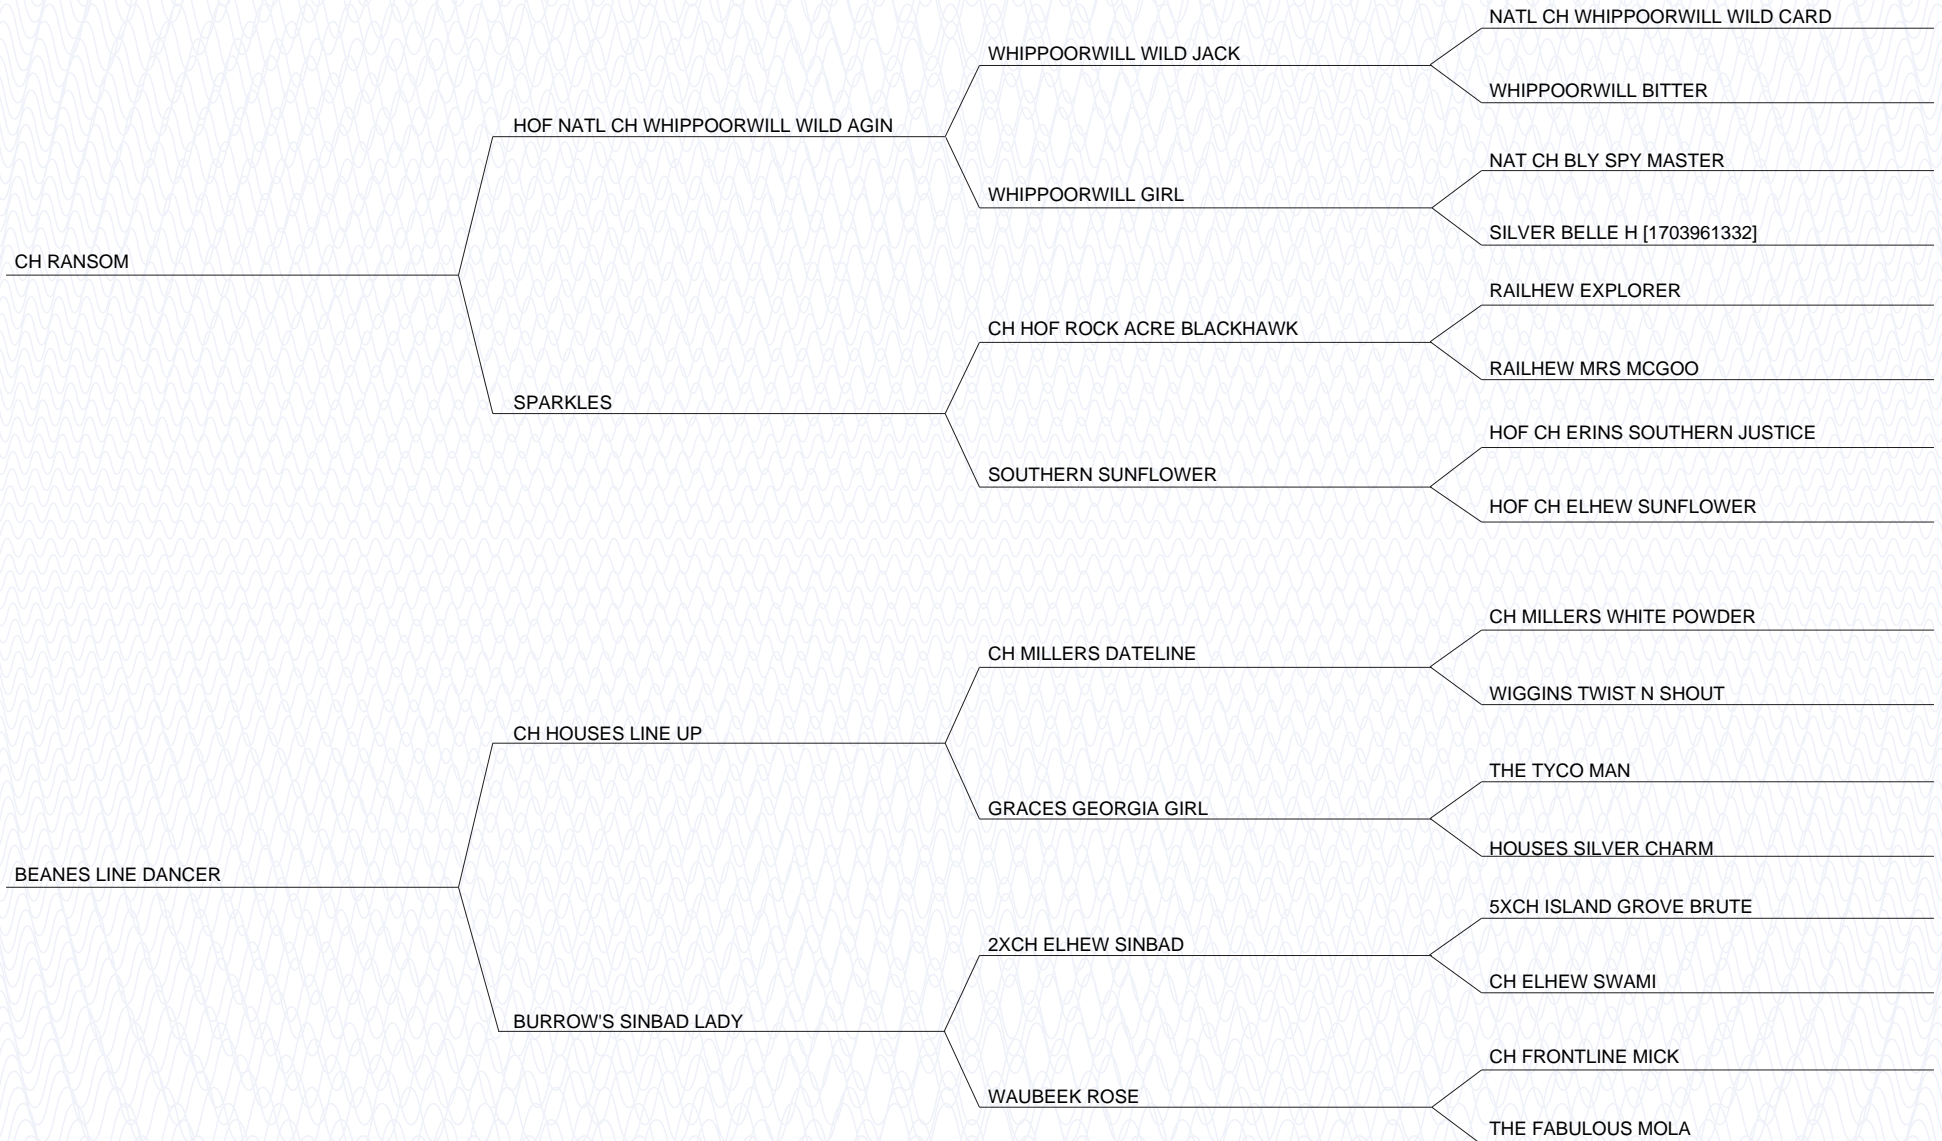 NATL CH WHIPPOORWILL WILD CARD
WHIPPOORWILL WILD JACK
WHIPPOORWILL BITTER
HOF NATL CH WHIPPOORWILL WILD AGIN
NAT CH BLY SPY MASTER
WHIPPOORWILL GIRL
SILVER BELLE H [1703961332]
CH RANSOM
RAILHEW EXPLORER
CH HOF ROCK ACRE BLACKHAWK
RAILHEW MRS MCGOO
SPARKLES
HOF CH ERINS SOUTHERN JUSTICE
SOUTHERN SUNFLOWER
HOF CH ELHEW SUNFLOWER
CH MILLERS WHITE POWDER
CH MILLERS DATELINE
WIGGINS TWIST N SHOUT
CH HOUSES LINE UP
THE TYCO MAN
GRACES GEORGIA GIRL
HOUSES SILVER CHARM
BEANES LINE DANCER
5XCH ISLAND GROVE BRUTE
2XCH ELHEW SINBAD
CH ELHEW SWAMI
BURROW'S SINBAD LADY
CH FRONTLINE MICK
WAUBEEK ROSE
THE FABULOUS MOLA